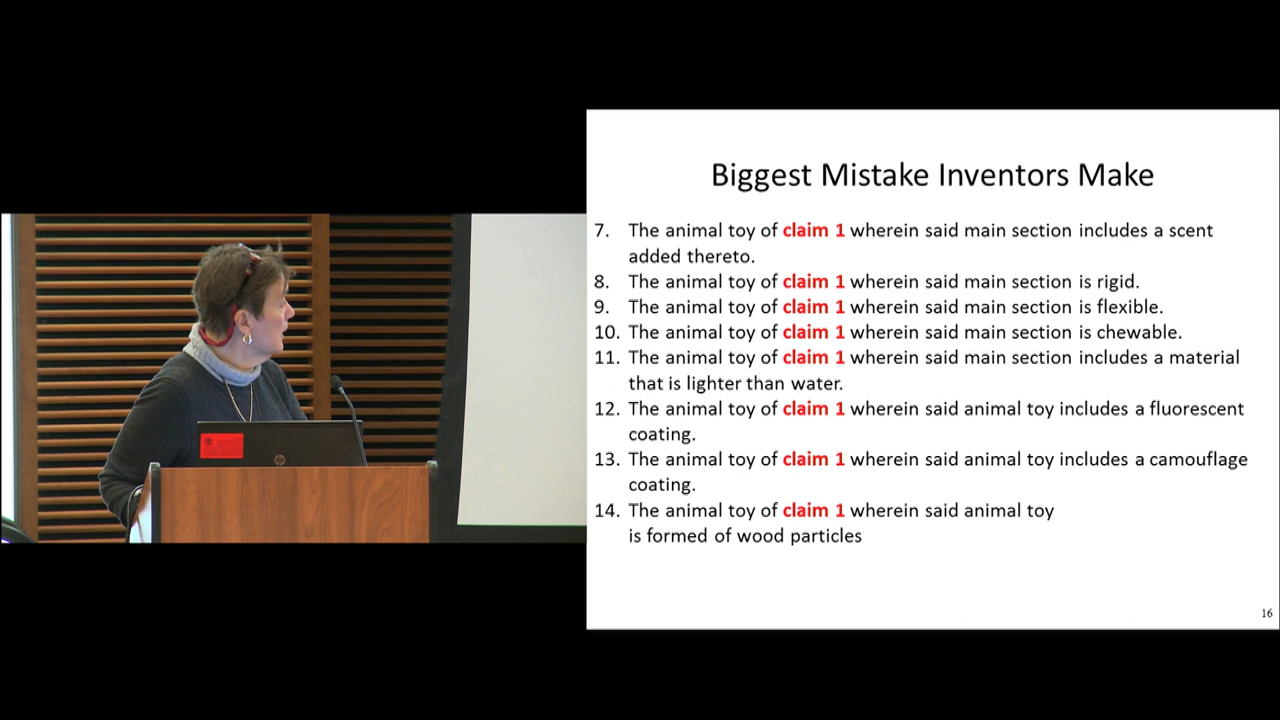 Biggest Mistake Inventors Make
7. The animal toy of claim 1 wherein said main section includes a scent
added thereto.
8. The animal toy of claim 1 wherein said main section is rigid.
9. The animal toy of claim 1 wherein said main section is flexible.
10. The animal toy of claim 1 wherein said main section is chewable.
11. The animal toy of claim 1 wherein said main section includes a material
that is lighter than water.
12. The animal toy of claim 1 wherein said animal toy includes a fluorescent
coating.
13. The animal toy of claim 1 wherein said animal toy includes a camouflage
coating.
14. The animal toy of claim 1 wherein said animal toy
is formed of wood particles
16
hp